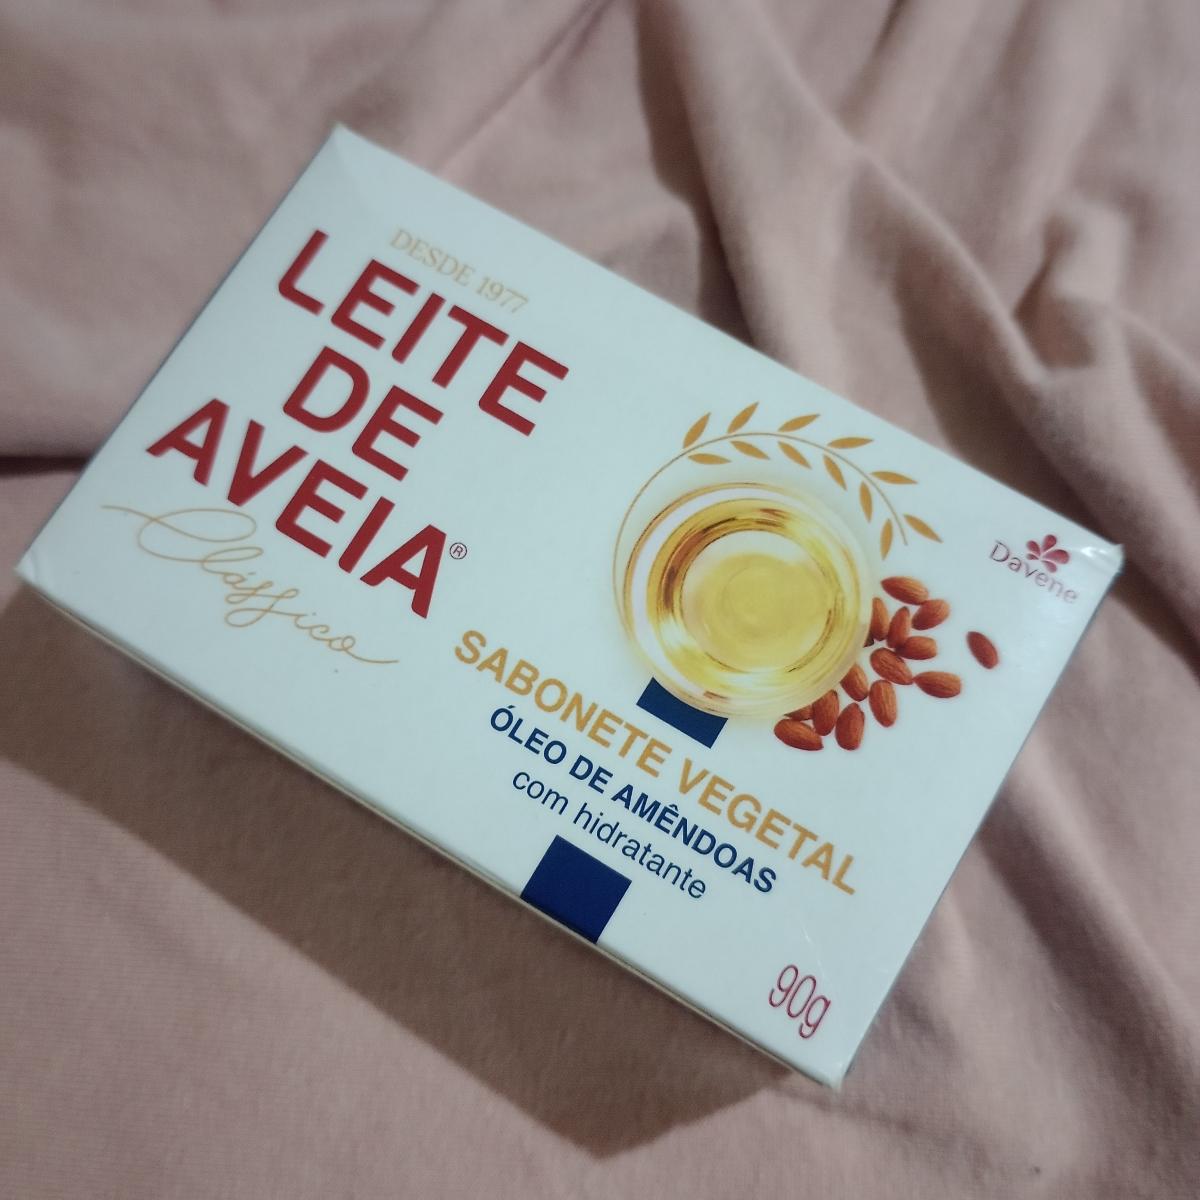 DESDE 1977
LEITE
DE
AVEIA®
Clássico
Davene
SABONETE VEGETAL
ÓLEO DE AMÊNDOAS
com hidratante
90g